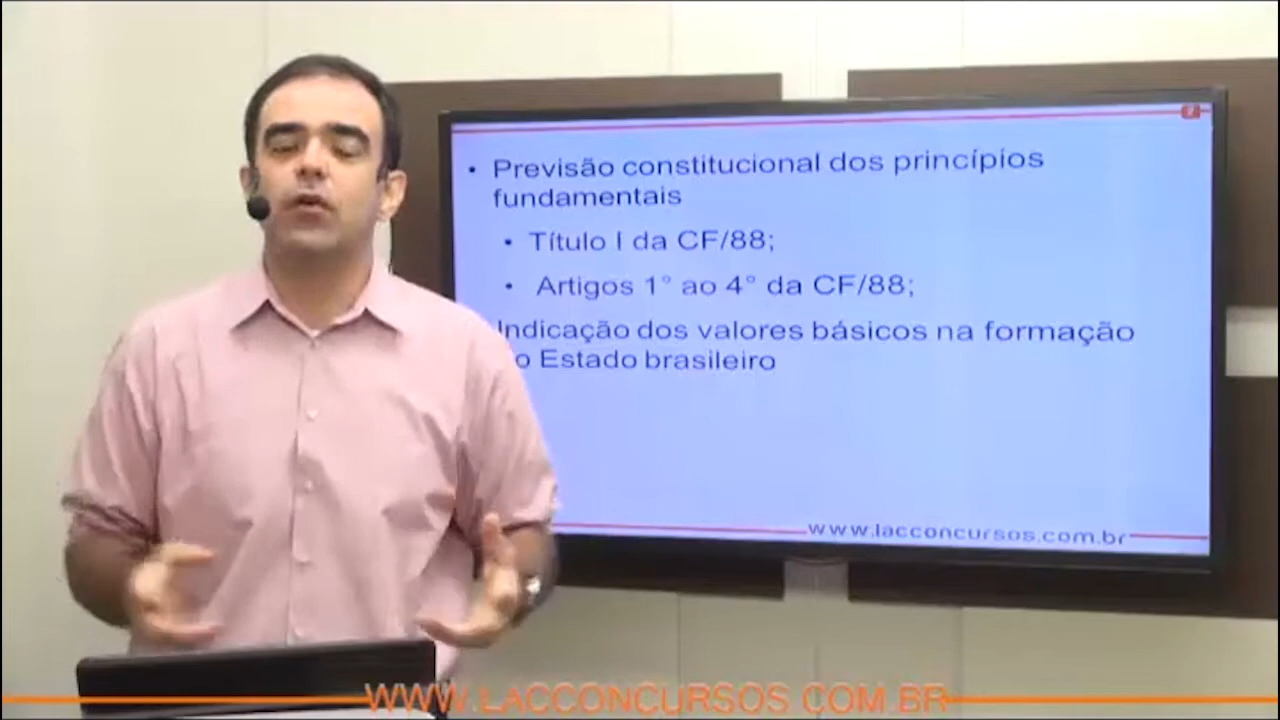 Previsão constitucional dos princípios
fundamentais
Título I da CF/88;
Artigos 1° ao 4° da CF/88;
Indicação dos valores básicos na formação
o Estado brasileiro
www.lacconcursos.com.br
WWW.LACCONCURSOS.COM.BR